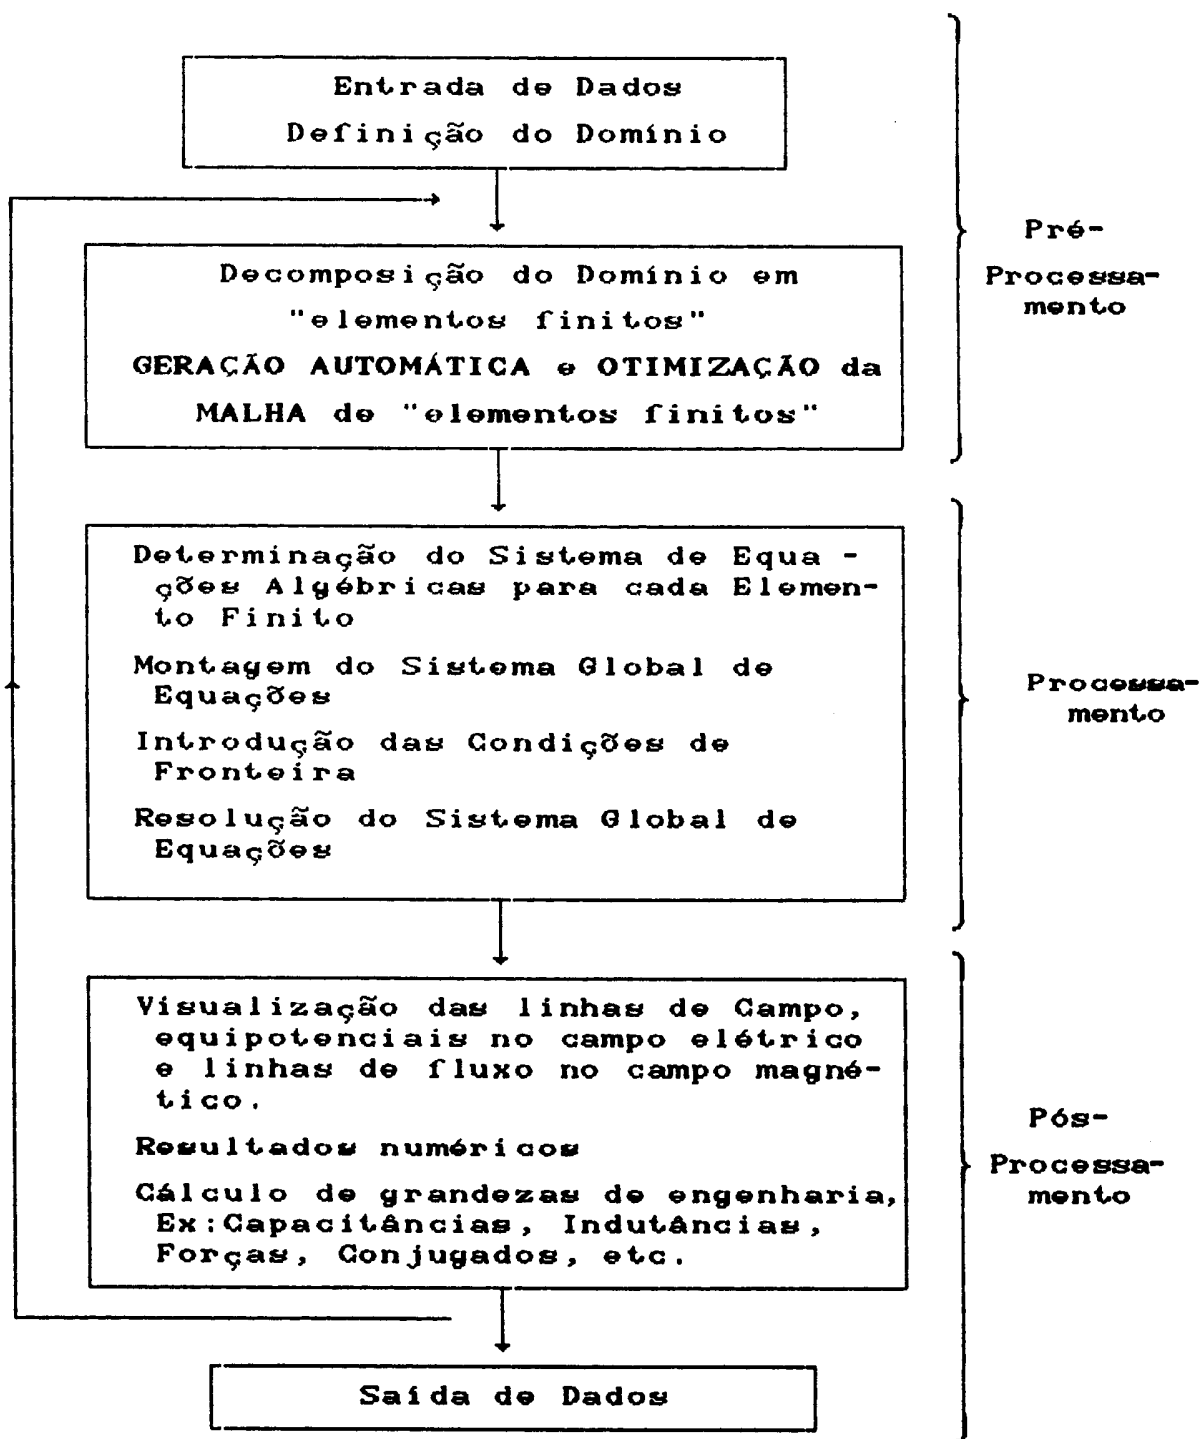 Entrada de Dados
Definição do Domínio
Pré-
Processa-
mento
Decomposição do Domínio em
"elementos finitos"
GERAÇÃO AUTOMÁTICA e OTIMIZAÇÃO da
MALHA de "elementos finitos"
Determinação do Sistema de Equa -
ções Algébricas para cada Elemen-
to Finito
Montagem do Sistema Global de
Equações
Introdução das Condições de
Fronteira
Resolução do Sistema Global de
Equações
Processa-
mento
Visualização das linhas de Campo,
equipotenciais no campo elétrico
e linhas de fluxo no campo magné-
tico.
Resultados numéricos
Cálculo de grandezas de engenharia,
Ex:Capacitâncias, Indutâncias,
Forças, Conjugados, etc.
Pós-
Processa-
mento
Saída de Dados